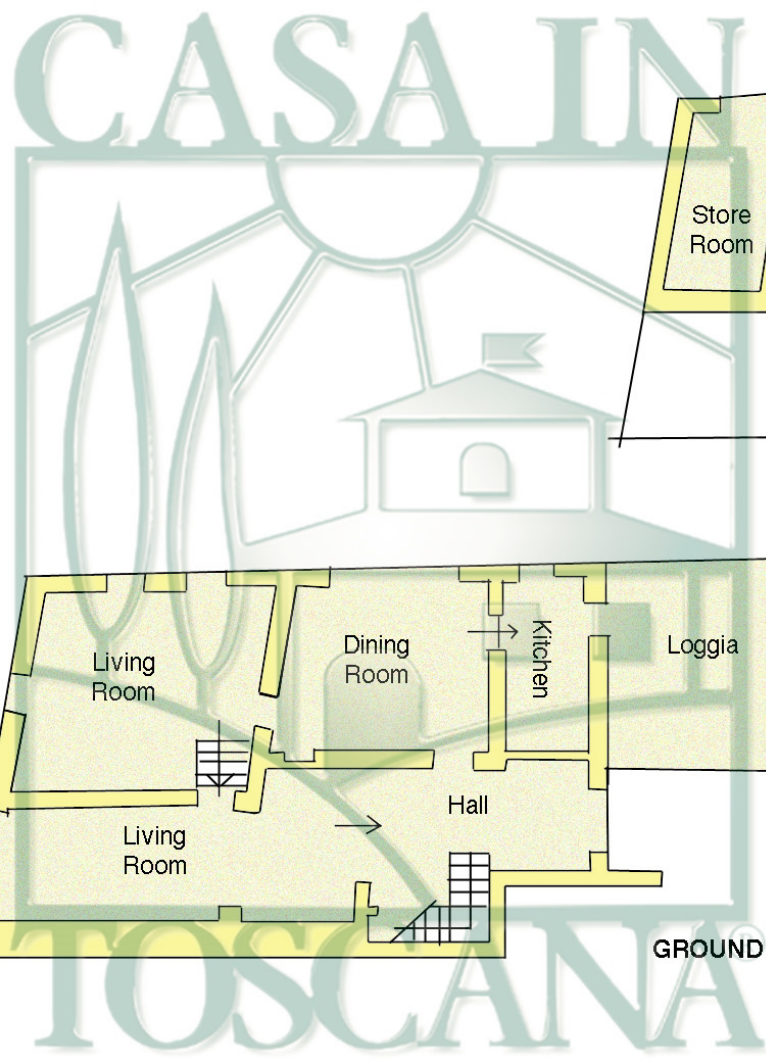 CASA IN
Store
Room
Living
Room
Dining
Room
Kitchen
Loggia
Living
Room
Hall
GROUND
TOSCANA®